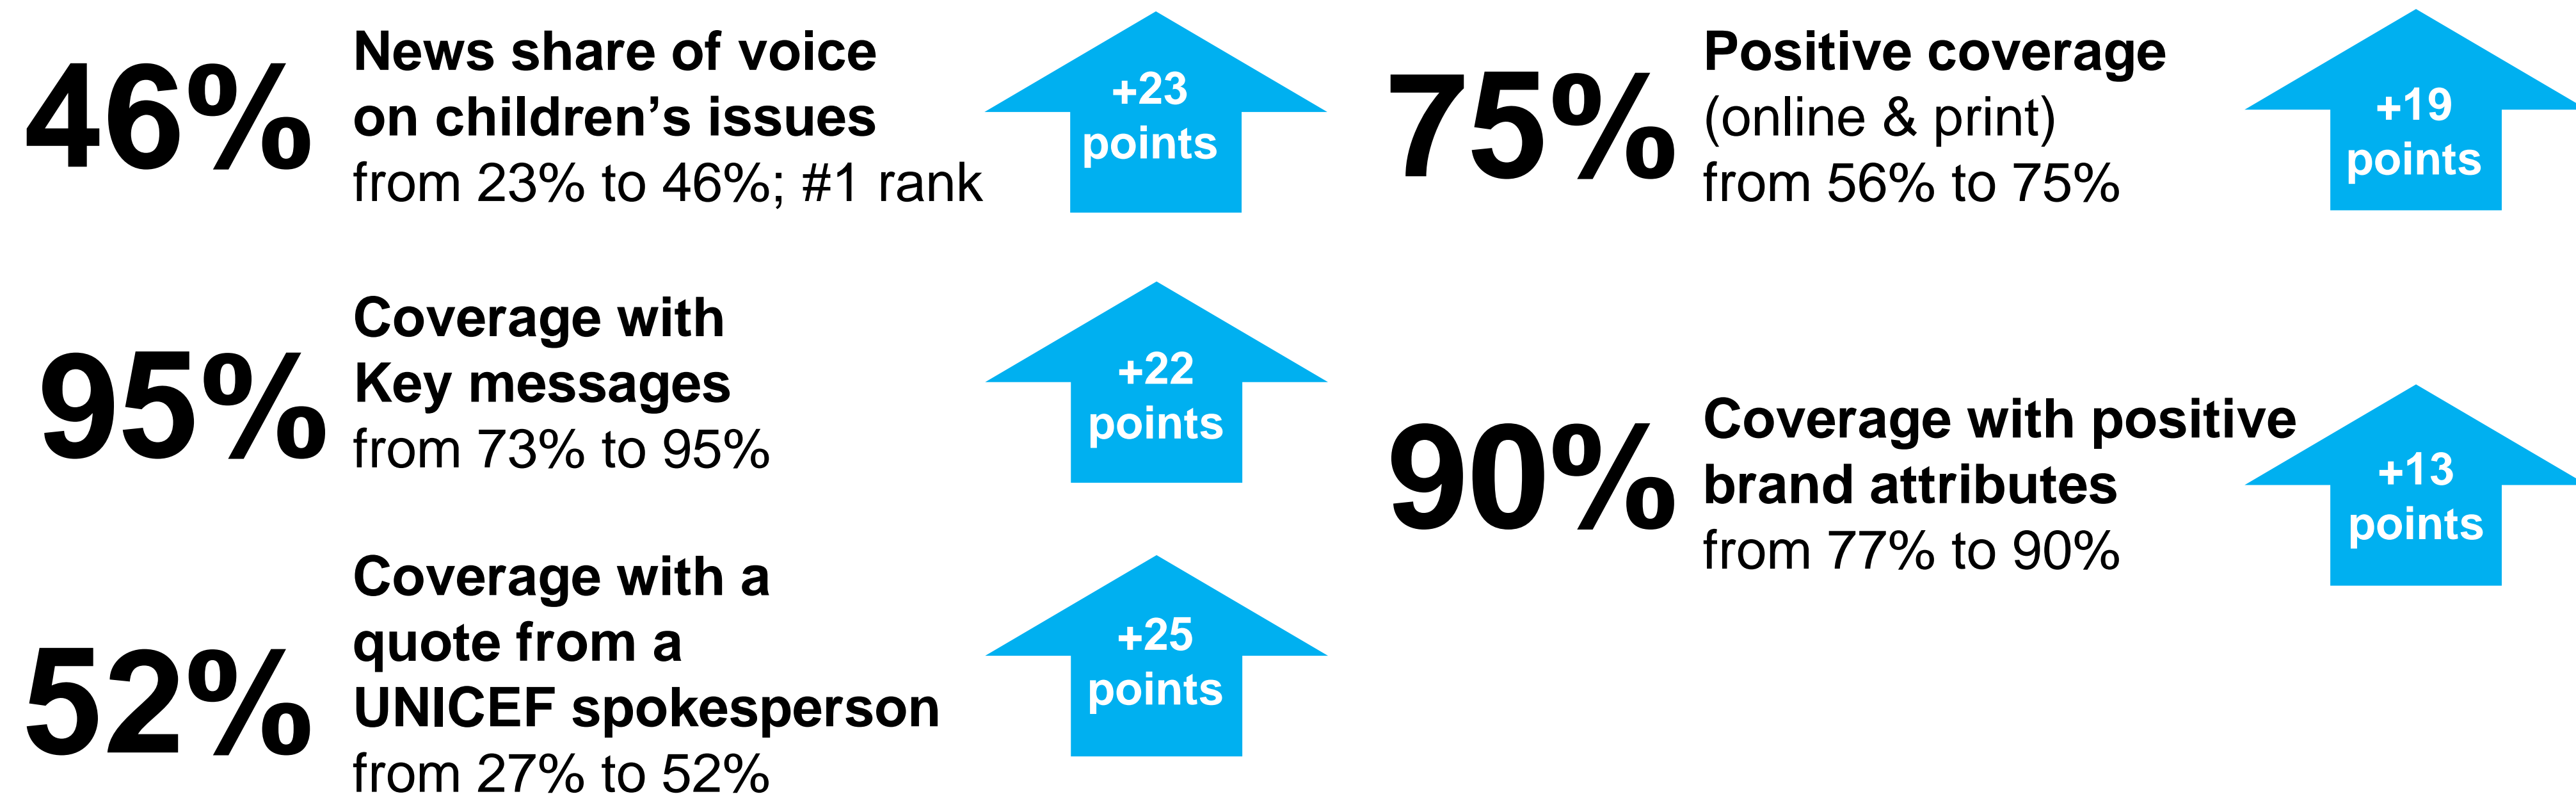 46%
News share of voice
on children’s issues
from 23% to 46%; #1 rank
+23
points
95%
Coverage with
Key messages
from 73% to 95%
+22
points
52%
Coverage with a
quote from a
UNICEF spokesperson
from 27% to 52%
+25
points
75%
Positive coverage
(online & print)
from 56% to 75%
+19
points
90%
Coverage with positive
brand attributes
from 77% to 90%
+13
points